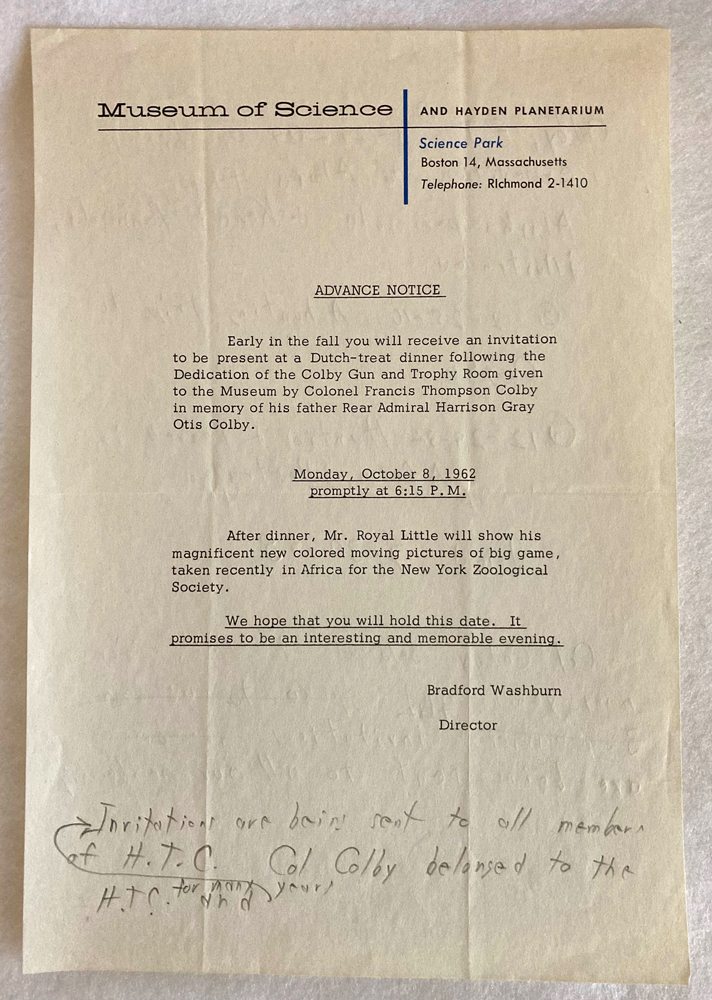 Museum of Science
AND HAYDEN PLANETARIUM
Science Park
Boston 14, Massachusetts
Telephone: RIchmond 2-1410
ADVANCE NOTICE
Early in the fall you will receive an invitation
to be present at a Dutch-treat dinner following the
Dedication of the Colby Gun and Trophy Room given
to the Museum by Colonel Francis Thompson Colby
in memory of his father Rear Admiral Harrison Gray
Otis Colby.
Monday, October 8, 1962
promptly at 6:15 P.M.
After dinner, Mr. Royal Little will show his
magnificent new colored moving pictures of big game,
taken recently in Africa for the New York Zoological
Society.
We hope that you will hold this date. It
promises to be an interesting and memorable evening.
Bradford Washburn
Director
Invitations are being sent to all members
of H.T.C. Col Colby belonged to the
H.T.C. for many years
and